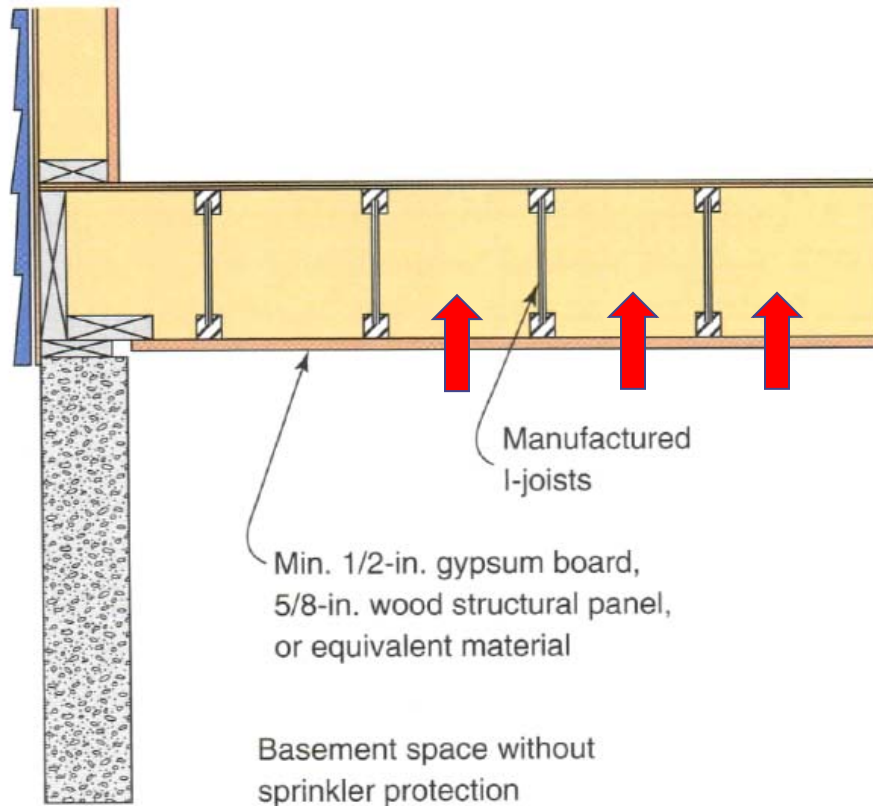 Manufactured
I-joists
Min. 1/2-in. gypsum board,
5/8-in. wood structural panel,
or equivalent material
Basement space without
sprinkler protection